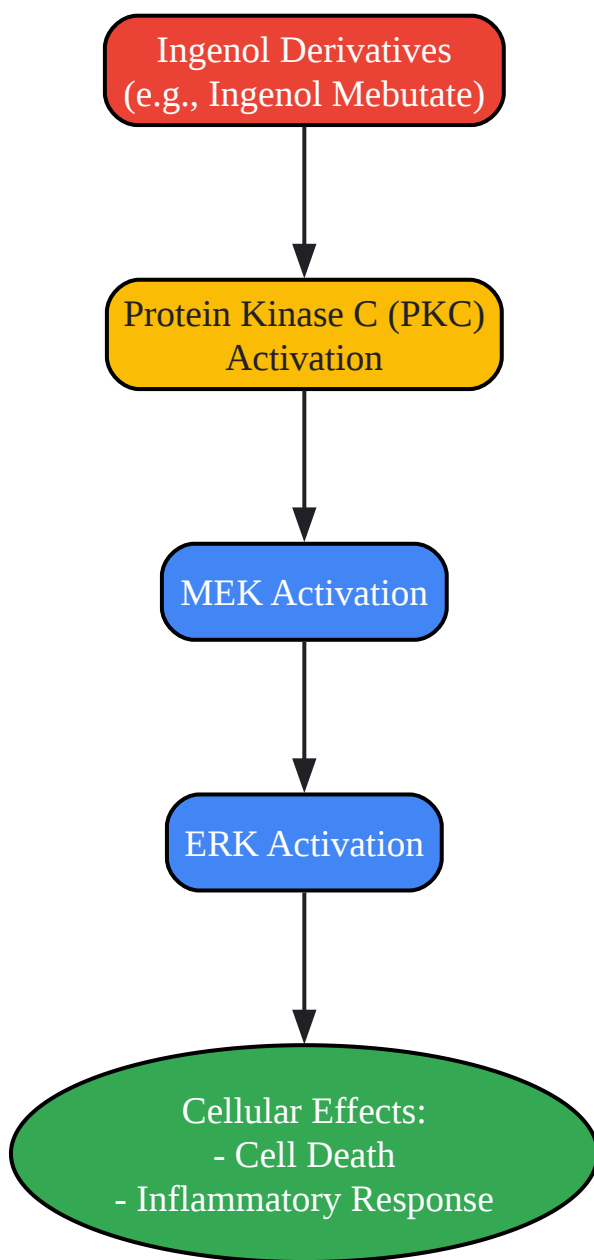 Ingenol Derivatives
(e.g., Ingenol Mebutate)
Protein Kinase C (PKC)
Activation
MEK Activation
ERK Activation
Cellular Effects:
- Cell Death
- Inflammatory Response